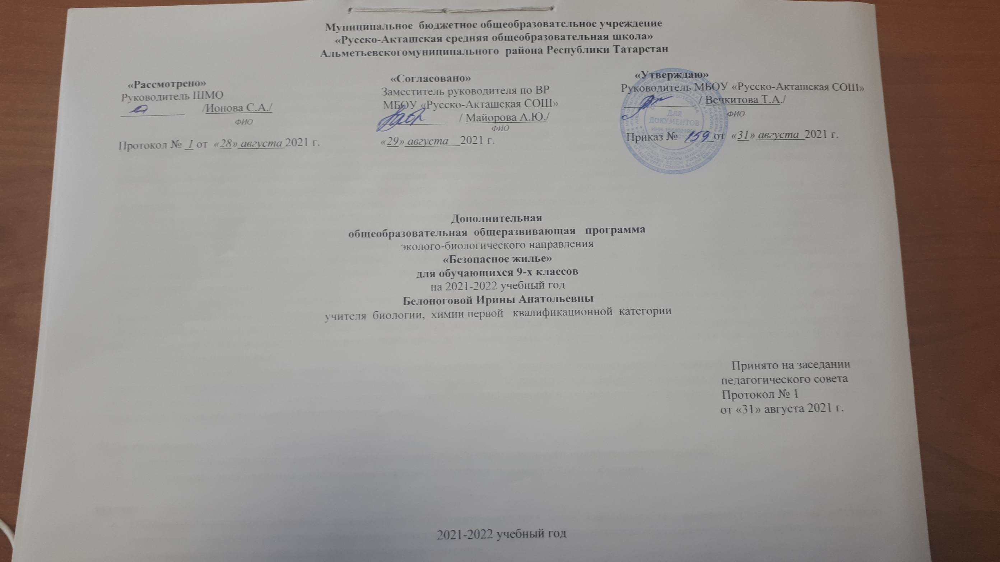 Муниципальное бюджетное общеобразовательное учреждение
«Русско-Акташская средняя общеобразовательная школа»
Альметьевскогомуниципального района Республики Татарстан
«Рассмотрено»
Руководитель ШМО
/Ионова С.А./
ФИО
Протокол № 1 от «28» августа 2021 г.
«Согласовано»
Заместитель руководителя по ВР
МБОУ «Русско-Акташская СОШ»
/ Майорова А.Ю./
ФИО
«29» августа 2021 г.
«Утверждаю»
Руководитель МБОУ «Русско-Акташская СОШ»
/ Вечкитова Т.А./
ФИО
Приказ № 159 от «31» августа 2021 г.
ДЛЯ
ДОКУМЕНТОВ
Дополнительная
общеобразовательная общеразвивающая программа
эколого-биологического направления
«Безопасное жилье»
для обучающихся 9-х классов
на 2021-2022 учебный год
Белоноговой Ирины Анатольевны
учителя биологии, химии первой квалификационной категории
Принято на заседании
педагогического совета
Протокол № 1
от «31» августа 2021 г.
2021-2022 учебный год